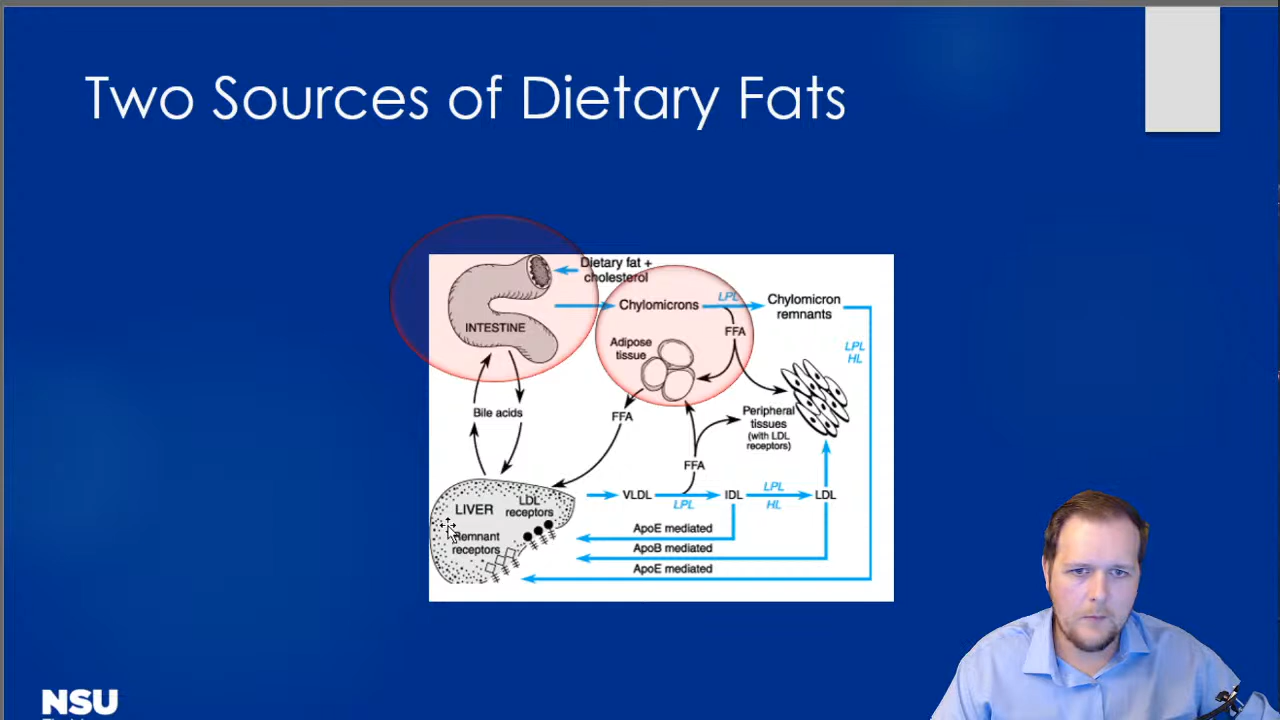 Two Sources of Dietary Fats
Dietary fat +
cholesterol
LPL
Chylomicrons
Chylomicron
remnants
INTESTINE
FFA
Adipose
tissue
LPL
HL
Bile acids
FFA
Peripheral
tissues
(with LDL
receptors)
FFA
LIVER
LDL
receptors
VLDL
LPL
IDL
LPL
HL
LDL
Remnant
receptors
ApoE mediated
ApoB mediated
ApoE mediated
NSU